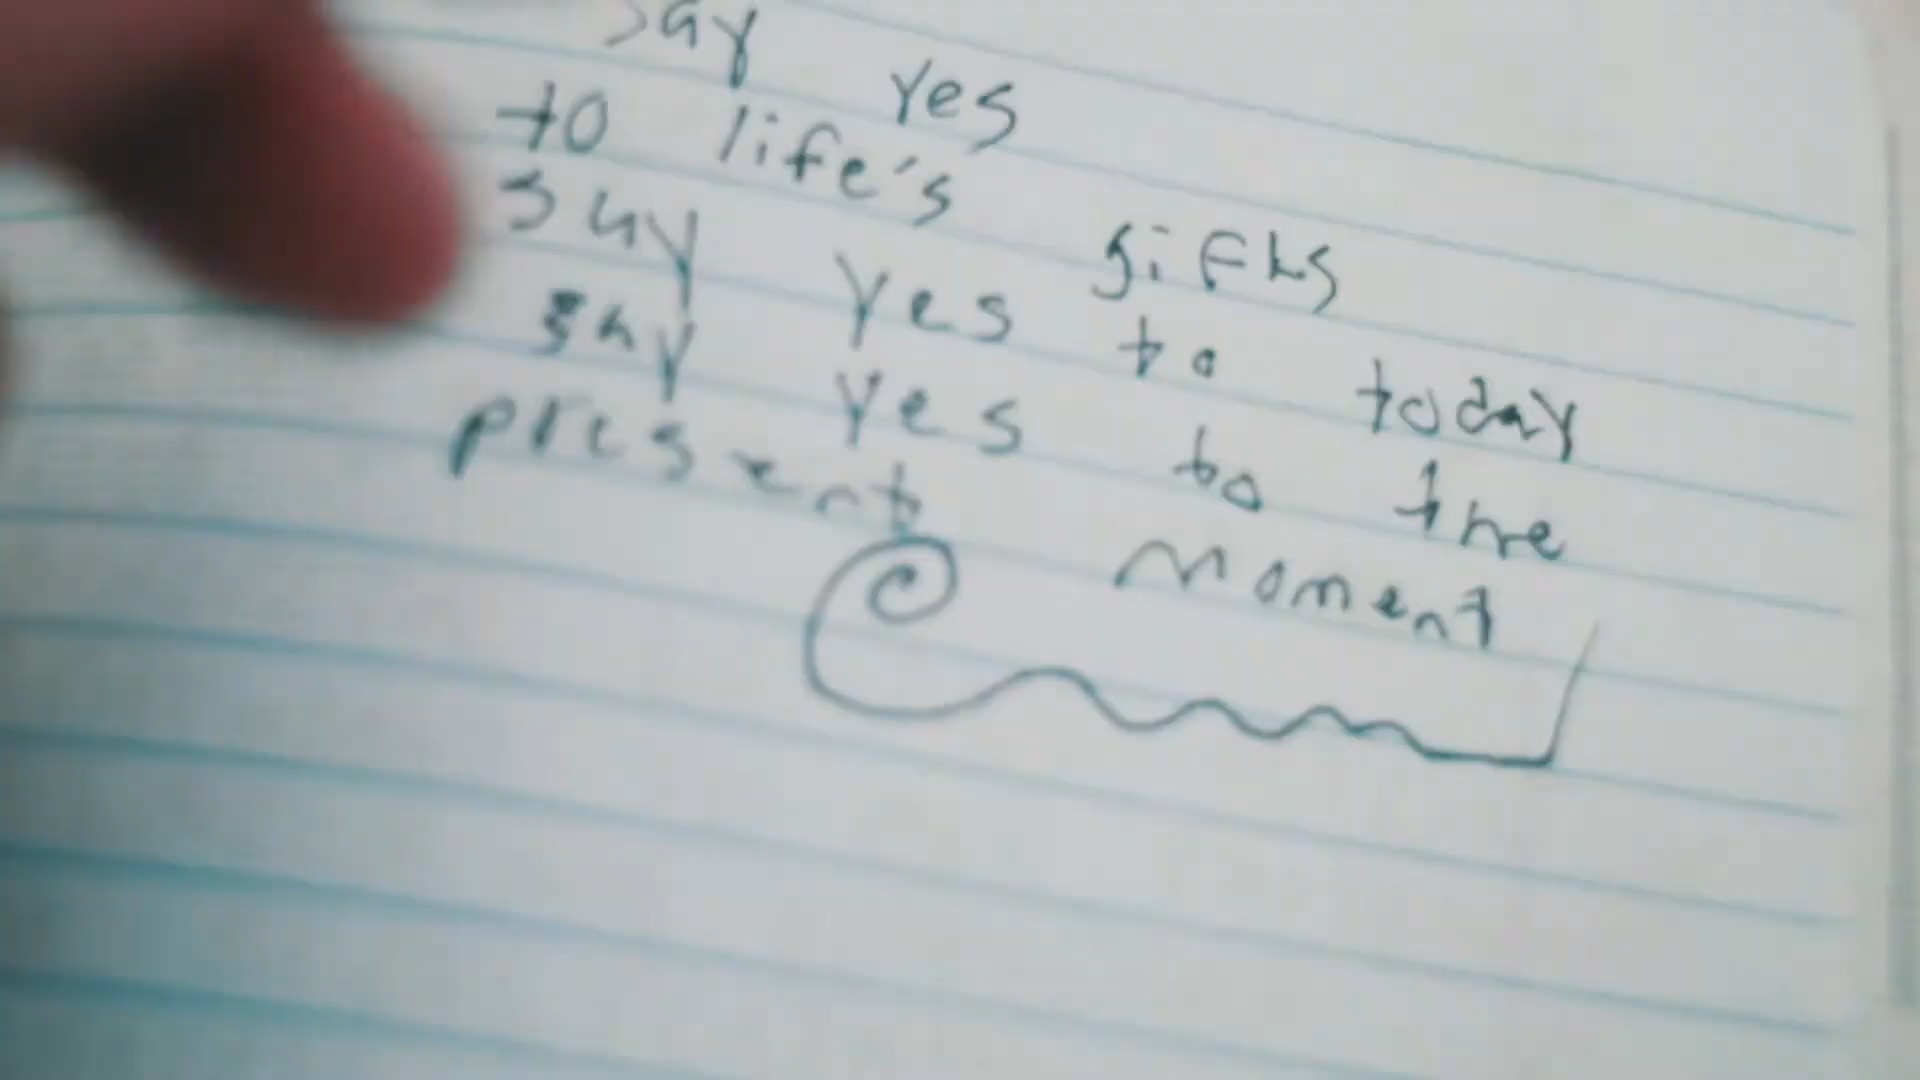 say yes
to life's gifts
say yes to today
say yes to the
present moment